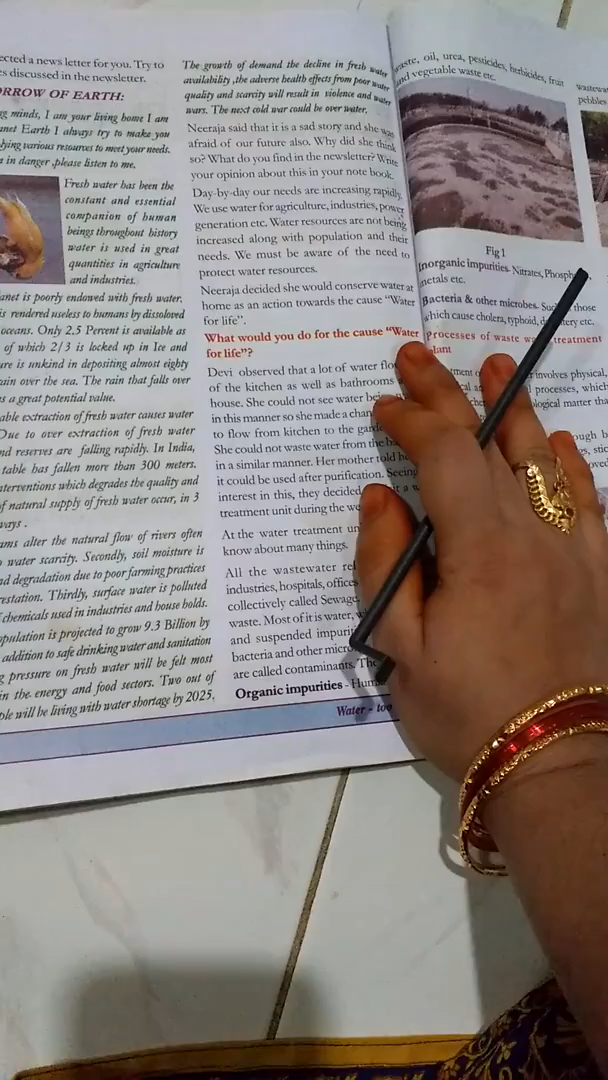 ected a news letter for you. Try to
es discussed in the newsletter.
RROW OF EARTH:
g minds, I am your living home I am
anet Earth I always try to make you
lying various resources to meet your needs.
in danger ,please listen to me.
Fresh water has been the
constant and essential
companion of human
beings throughout history
water is used in great
quantities in agriculture
and industries.
lanet is poorly endowed with fresh water.
is rendered useless to humans by dissolved
oceans. Only 2.5 Percent is available as
of which 2/3 is locked up in Ice and
ure is unkind in depositing almost eighty
ain over the sea. The rain that falls over
s a great potential value.
able extraction of fresh water causes water
Due to over extraction of fresh water
nd reserves are falling rapidly. In India,
table has fallen more than 300 meters.
nterventions which degrades the quality and
f natural supply of fresh water occur, in 3
ways .
ams alter the natural flow of rivers often
water scarcity. Secondly, soil moisture is
nd degradation due to poor farming practices
restation. Thirdly, surface water is polluted
chemicals used in industries and house holds.
opulation is projected to grow 9.3 Billion by
addition to safe drinking water and sanitation
g pressure on fresh water will be felt most
in the energy and food sectors. Two out of
ple will be living with water shortage by 2025,
The growth of demand the decline in fresh water
availability ,the adverse health effects from poor water
quality and scarcity will result in violence and water
wars. The next cold war could be over water.
Neeraja said that it is a sad story and she was
afraid of our future also. Why did she think
so? What do you find in the newsletter? Write
your opinion about this in your note book.
Day-by-day our needs are increasing rapidly.
We use water for agriculture, industries, power
generation etc. Water resources are not being
increased along with population and their
needs. We must be aware of the need to
protect water resources.
Neeraja decided she would conserve water at
home as an action towards the cause "Water
for life".
What would you do for the cause "Water
for life"?
Devi observed that a lot of water flo
of the kitchen as well as bathrooms
house. She could not see water bei
in this manner so she made a chan
to flow from kitchen to the garde
She could not waste water from the ba
in a similar manner. Her mother told h
it could be used after purification. Seeing
interest in this, they decided it a w
treatment unit during the we
At the water treatment un
know about many things.
All the wastewater rel
industries, hospitals, offices
collectively called Sewage
waste. Most of it is water, w
and suspended impuri
bacteria and other micro
are called contaminants. The
Organic impurities - Hum
Water - too
waste, oil, urea, pesticides, herbicides, fruit
and vegetable waste etc.
Fig 1
Inorganic impurities- Nitrates, Phosph
metals etc.
Bacteria & other microbes. Suc those
which cause cholera, typhoid, d ery etc.
Processes of waste wa treatment
plant
involves physical,
processes, which
ological matter tha
ough b
wastewa
pebbles